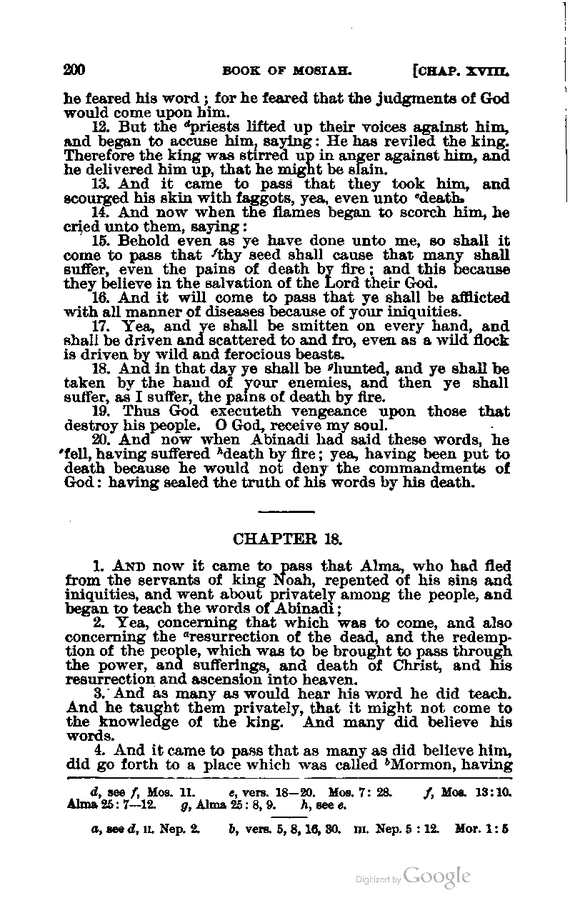 200 BOOK OF MOSIAH. [CHAP. XVIII.
he feared his word ; for he feared that the judgments of God
would come upon him.
12. But the dpriests lifted up their voices against him,
and began to accuse him, saying : He has reviled the king.
Therefore the king was stirred up in anger against him, and
he delivered him up, that he might be slain.
13. And it came to pass that they took him, and
scourged his skin with faggots, yea, even unto edeath.
14. And now when the flames began to scorch him, he
cried unto them, saying :
15. Behold even as ye have done unto me, so shall it
come to pass that fthy seed shall cause that many shall
suffer, even the pains of death by fire ; and this because
they believe in the salvation of the Lord their God.
16. And it will come to pass that ye shall be afflicted
with all manner of diseases because of your iniquities.
17. Yea, and ye shall be smitten on every hand, and
shall be driven and scattered to and fro, even as a wild flock
is driven by wild and ferocious beasts.
18. And in that day ye shall be ghunted, and ye shall be
taken by the hand of your enemies, and then ye shall
suffer, as I suffer, the pains of death by fire.
19. Thus God executeth vengeance upon those that
destroy his people. O God, receive my soul.
20. And now when Abinadi had said these words, he
fell, having suffered hdeath by fire ; yea, having been put to
death because he would not deny the commandments of
God : having sealed the truth of his words by his death.
CHAPTER 18.
1. AND now it came to pass that Alma, who had fled
from the servants of king Noah, repented of his sins and
iniquities, and went about privately among the people, and
began to teach the words of Abinadi ;
2. Yea, concerning that which was to come, and also
concerning the aresurrection of the dead, and the redemp-
tion of the people, which was to be brought to pass through
the power, and sufferings, and death of Christ, and his
resurrection and ascension into heaven.
3. And as many as would hear his word he did teach.
And he taught them privately, that it might not come to
the knowledge of the king. And many did believe his
words.
4. And it came to pass that as many as did believe him,
did go forth to a place which was called bMormon, having
d, see f, Mos. 11. e, vers. 18—20. Mos. 7 : 28. f, Mos. 13 : 10.
Alma 25 : 7—12. g, Alma 25 : 8, 9. h, see e.
a, see d, II. Nep. 2. b, vers. 5, 8, 16, 30. III. Nep. 5 : 12. Mor. 1 : 5
Digitized by Google